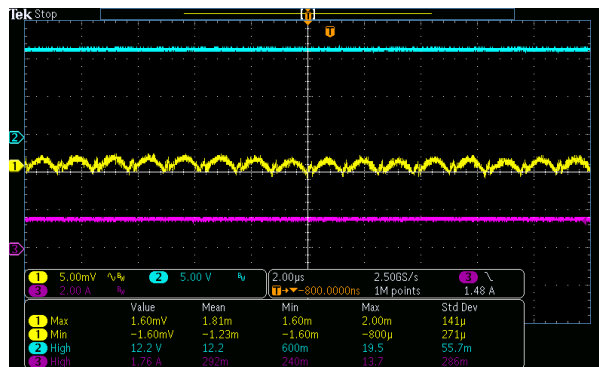 Tek Stop
T
T
2
1
3
1 5.00mV 2 5.00 V 2.00µs 2.50GS/s 3
3 2.00 A T→▼-800.0000ns 1M points 1.48 A
Value Mean Min Max Std Dev
1 Max 1.60mV 1.81m 1.60m 2.00m 141µ
1 Min −1.60mV −1.23m −1.60m −800µ 271µ
2 High 12.2 V 12.2 600m 19.5 55.7m
3 High 1.76 A 292m 240m 13.7 286m